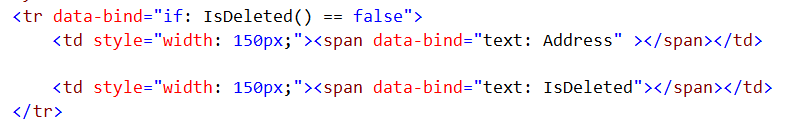 <tr data-bind="if: IsDeleted() == false">
    <td style="width: 150px;"><span data-bind="text: Address" ></span></td>
    <td style="width: 150px;"><span data-bind="text: IsDeleted"></span></td>
</tr>